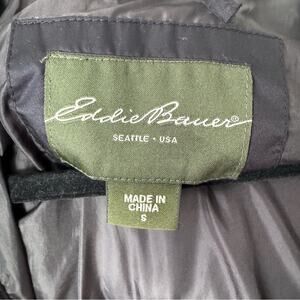 Eddie Bauer®
SEATTLE • USA
MADE IN
CHINA
S